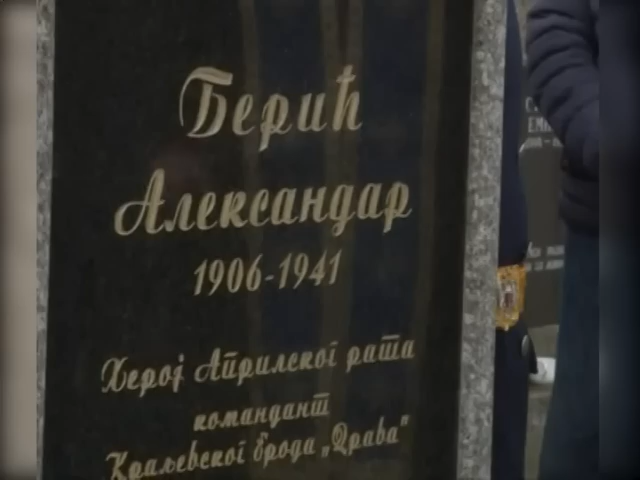 Берић
Александар
1906-1941
Херој Априлског рата
командант
Краљевског брода „Драва"